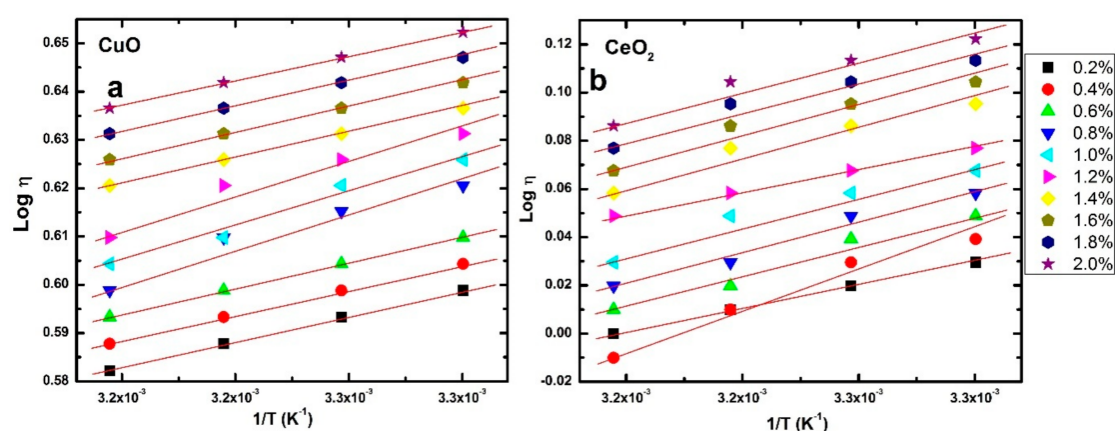 CuO
a
0.65
0.64
0.63
0.62
0.61
0.60
0.59
0.58
Log η
3.2x10⁻³ 3.2x10⁻³ 3.3x10⁻³ 3.3x10⁻³
1/T (K⁻¹)
CeO₂
b
0.12
0.10
0.08
0.06
0.04
0.02
0.00
-0.02
Log η
3.2x10⁻³ 3.2x10⁻³ 3.3x10⁻³ 3.3x10⁻³
1/T (K⁻¹)
0.2%
0.4%
0.6%
0.8%
1.0%
12%
1.4%
1.6%
1.8%
2.0%